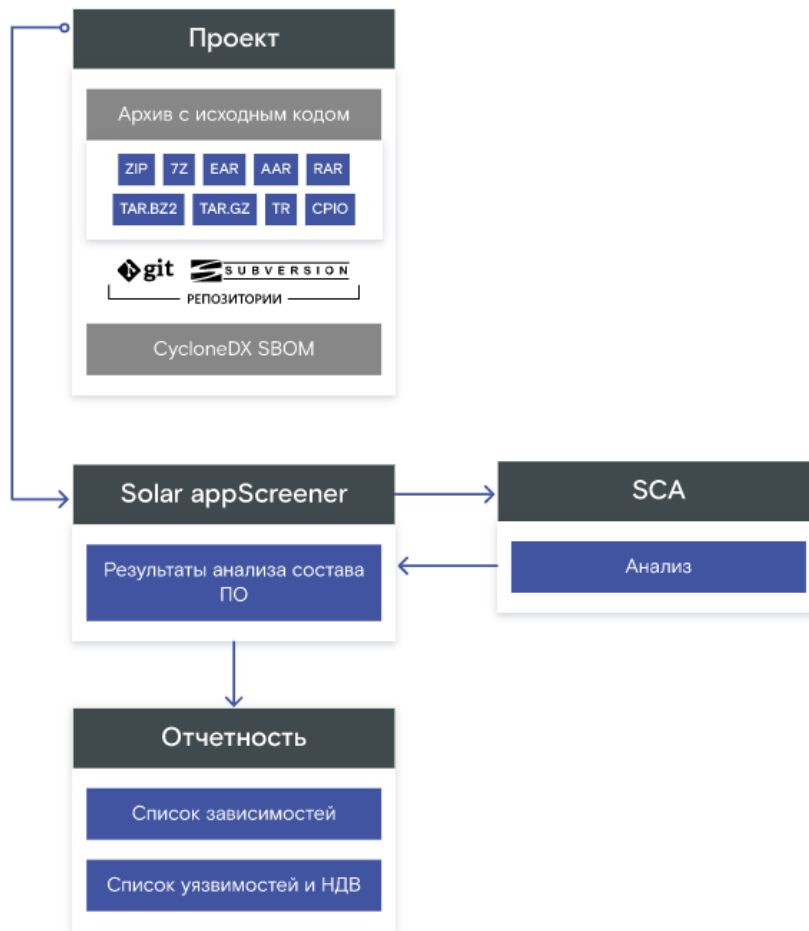 Проект
Архив с исходным кодом
ZIP 7Z EAR AAR RAR
TAR.BZ2 TAR.GZ TR CPIO
git SUBVERSION
РЕПОЗИТОРИИ
CycloneDX SBOM
Solar appScreener
Результаты анализа состава
ПО
SCA
Анализ
Отчетность
Список зависимостей
Список уязвимостей и НДВ